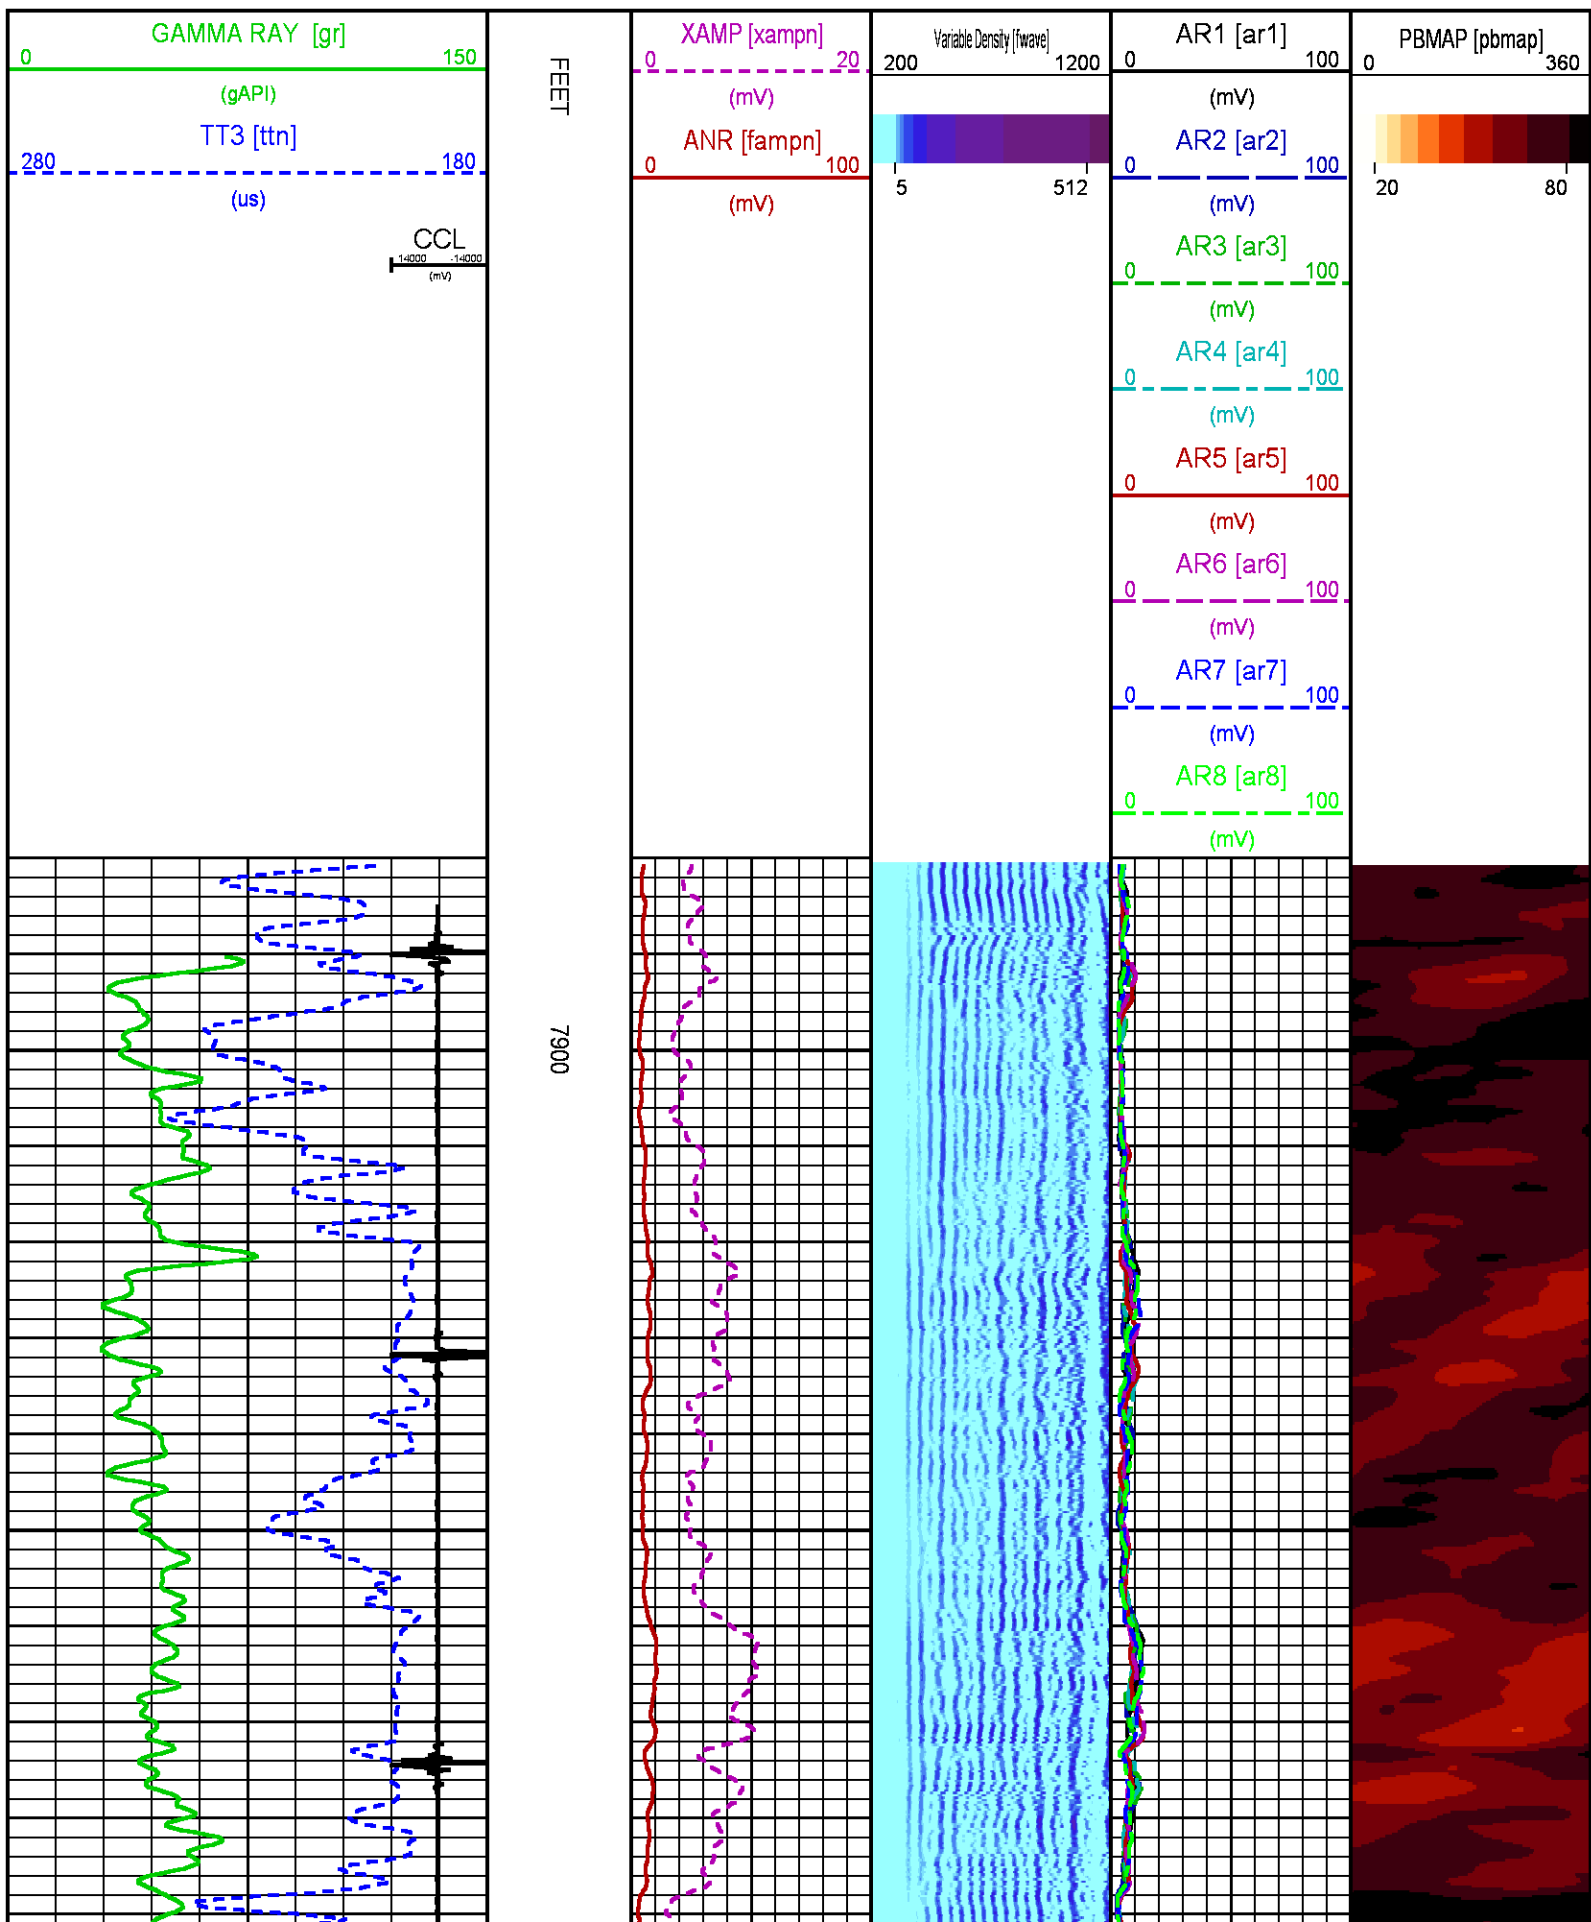 GAMMA RAY [gr]
0 150
(gAPI)
TT3 [ttn]
280 180
(us)
CCL
14000 -14000
(mV)
FEET
XAMP [xampn]
0 20
(mV)
ANR [fampn]
0 100
(mV)
Variable Density [fwave]
200 1200
5 512
AR1 [ar1]
0 100
(mV)
AR2 [ar2]
0 100
(mV)
AR3 [ar3]
0 100
(mV)
AR4 [ar4]
0 100
(mV)
AR5 [ar5]
0 100
(mV)
AR6 [ar6]
0 100
(mV)
AR7 [ar7]
0 100
(mV)
AR8 [ar8]
0 100
(mV)
PBMAP [pbmap]
0 360
20 80
7900